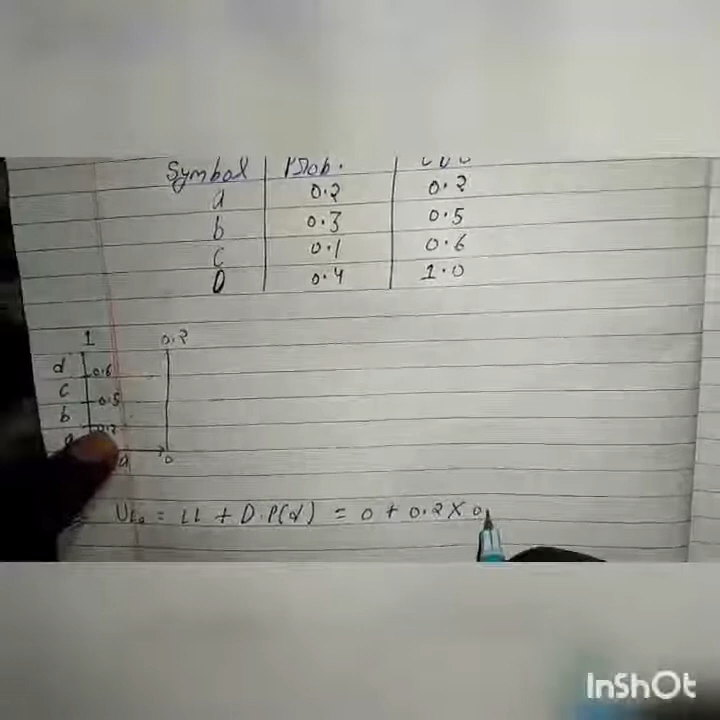 Symbol Prob.
a 0.2 0.2
b 0.3 0.5
c 0.1 0.6
D 0.4 1.0
1 0.2
d 0.6
c 0.5
b
a 0
= 0 + 0.2 x 0
InShOt